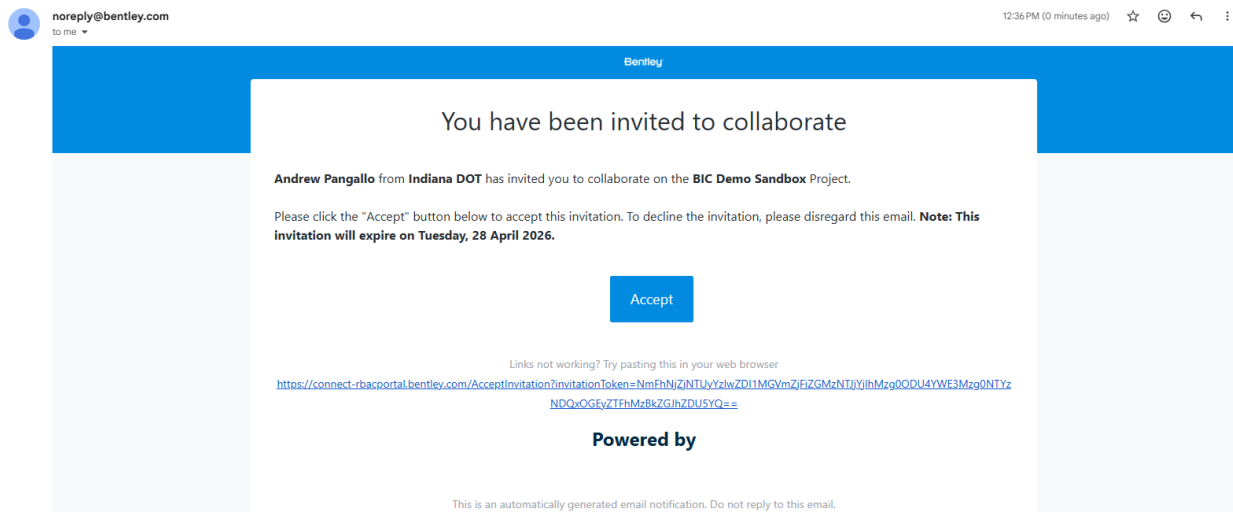 noreply@bentley.com
12:36 PM (0 minutes ago)
to me
Bentley
You have been invited to collaborate
Andrew Pangallo from Indiana DOT has invited you to collaborate on the BIC Demo Sandbox Project.
Please click the "Accept" button below to accept this invitation. To decline the invitation, please disregard this email. Note: This
invitation will expire on Tuesday, 28 April 2026.
Accept
Links not working? Try pasting this in your web browser
https://connect-rbacportal.bentley.com/AcceptInvitation?invitationToken=NmFhNjZjNTUyYzIwZDI1MGVmZjFiZGMzNTJjYjlhMzg0ODU4YWE3Mzg0NTYz
NDQxOGEyZTFhMzBkZGJhZDU5YQ==
Powered by
This is an automatically generated email notification. Do not reply to this email.